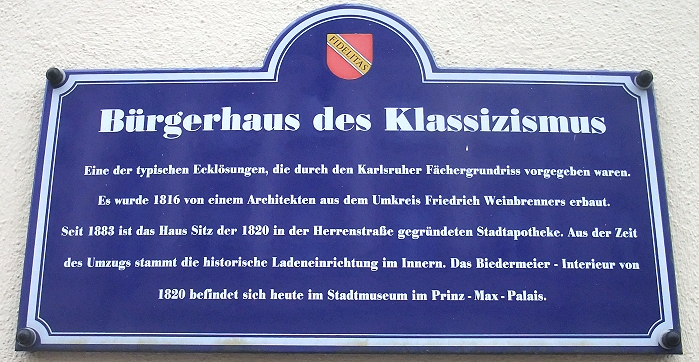 FIDELITAS
Bürgerhaus des Klassizismus
Eine der typischen Ecklösungen, die durch den Karlsruher Fächergrundriss vorgegeben waren.
Es wurde 1816 von einem Architekten aus dem Umkreis Friedrich Weinbrenners erbaut.
Seit 1883 ist das Haus Sitz der 1820 in der Herrenstraße gegründeten Stadtapotheke. Aus der Zeit
des Umzugs stammt die historische Ladeneinrichtung im Innern. Das Biedermeier - Interieur von
1820 befindet sich heute im Stadtmuseum im Prinz - Max - Palais.